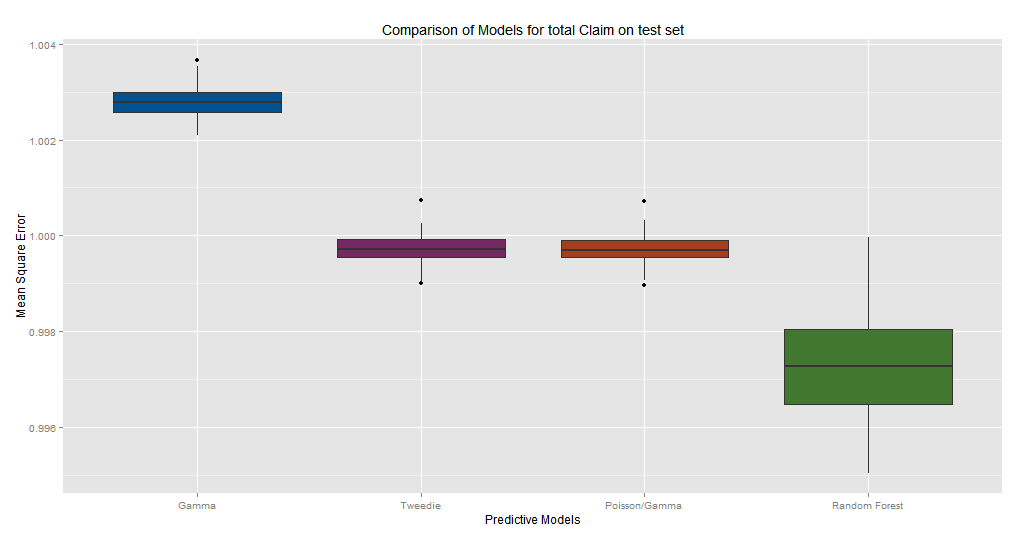 Comparison of Models for total Claim on test set
1.004
1.002
1.000
0.998
0.996
Mean Square Error
Gamma
Tweedie
Poisson/Gamma
Random Forest
Predictive Models